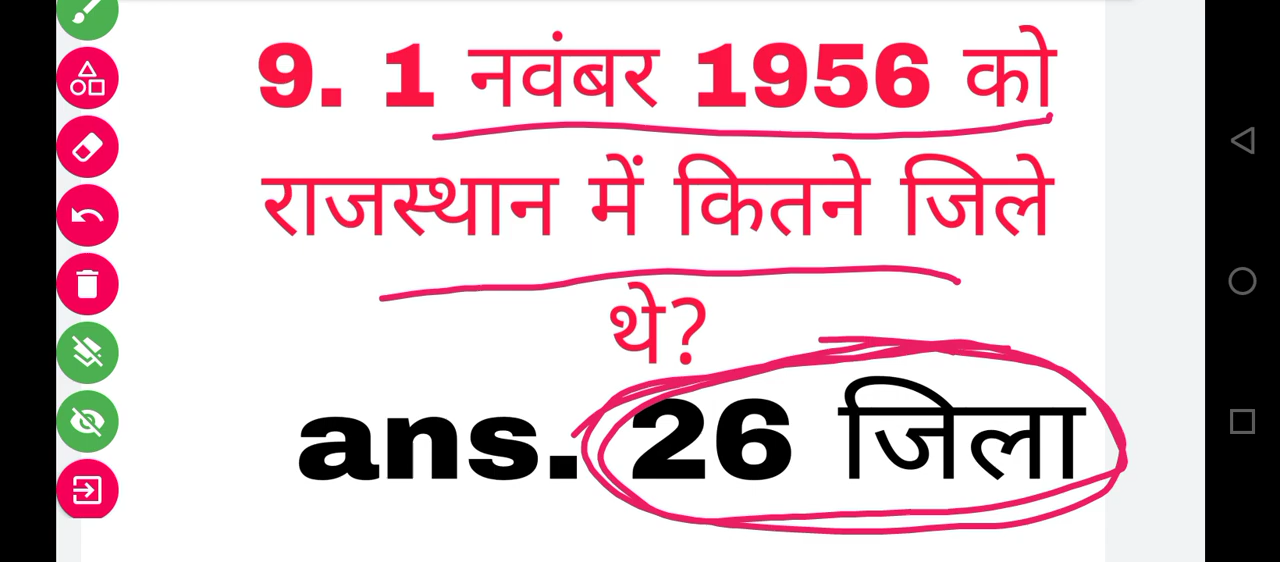 9. 1 नवंबर 1956 को
राजस्थान में कितने जिले
थे?
ans. 26 जिला